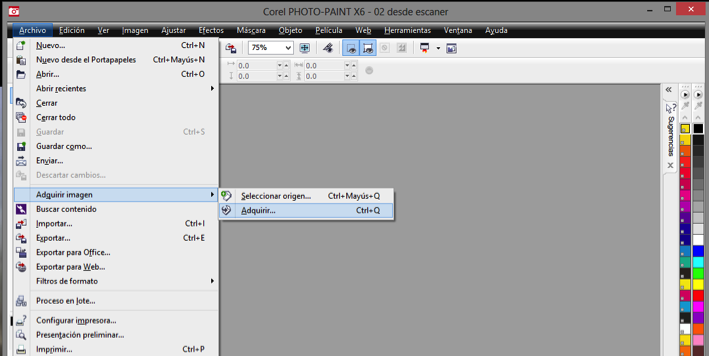 Corel PHOTO-PAINT X6 - 02 desde escaner
Archivo Edición Ver Imagen Ajustar Efectos Máscara Objeto Película Web Herramientas Ventana Ayuda
Nuevo... Ctrl+N
Nuevo desde el Portapapeles Ctrl+Mayús+N
Abrir... Ctrl+O
Abrir recientes
Cerrar
Cerrar todo
Guardar Ctrl+S
Guardar como...
Enviar...
Descartar cambios...
Adquirir imagen
Seleccionar origen... Ctrl+Mayús+Q
Adquirir... Ctrl+Q
Buscar contenido
Importar... Ctrl+I
Exportar... Ctrl+E
Exportar para Office...
Exportar para Web...
Filtros de formato
Proceso en lote...
Configurar impresora...
Presentación preliminar...
Imprimir... Ctrl+P
75%
0.0 0.0
0.0 0.0
Sugerencias